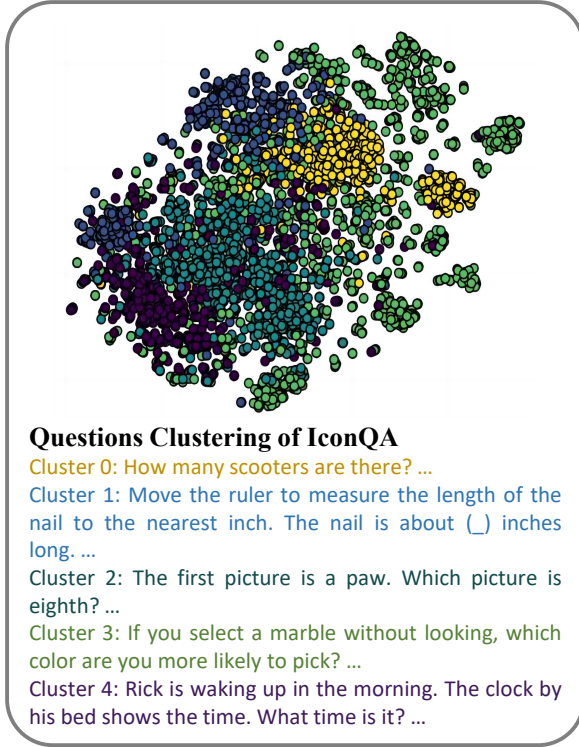 Questions Clustering of IconQA
Cluster 0: How many scooters are there? ...
Cluster 1: Move the ruler to measure the length of the
nail to the nearest inch. The nail is about (_) inches
long. ...
Cluster 2: The first picture is a paw. Which picture is
eighth? ...
Cluster 3: If you select a marble without looking, which
color are you more likely to pick? ...
Cluster 4: Rick is waking up in the morning. The clock by
his bed shows the time. What time is it? ...